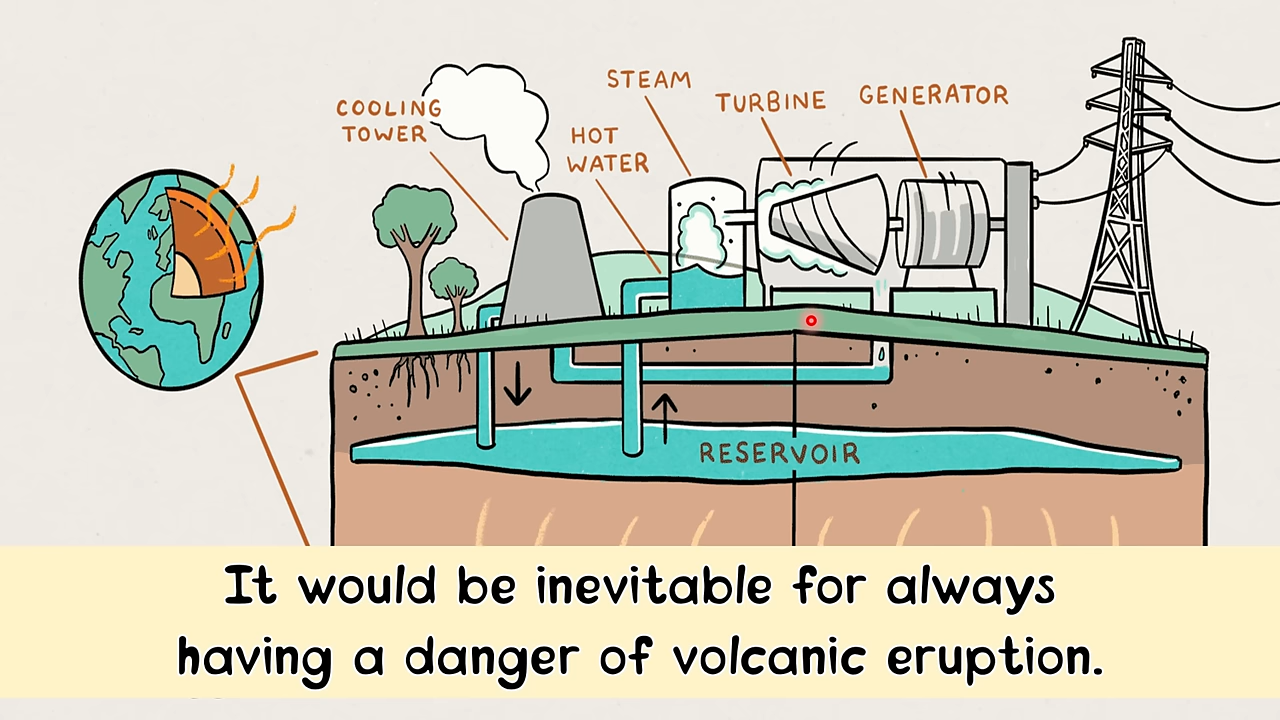 COOLING
TOWER
HOT
WATER
STEAM
TURBINE
GENERATOR
RESERVOIR
It would be inevitable for always
having a danger of volcanic eruption.